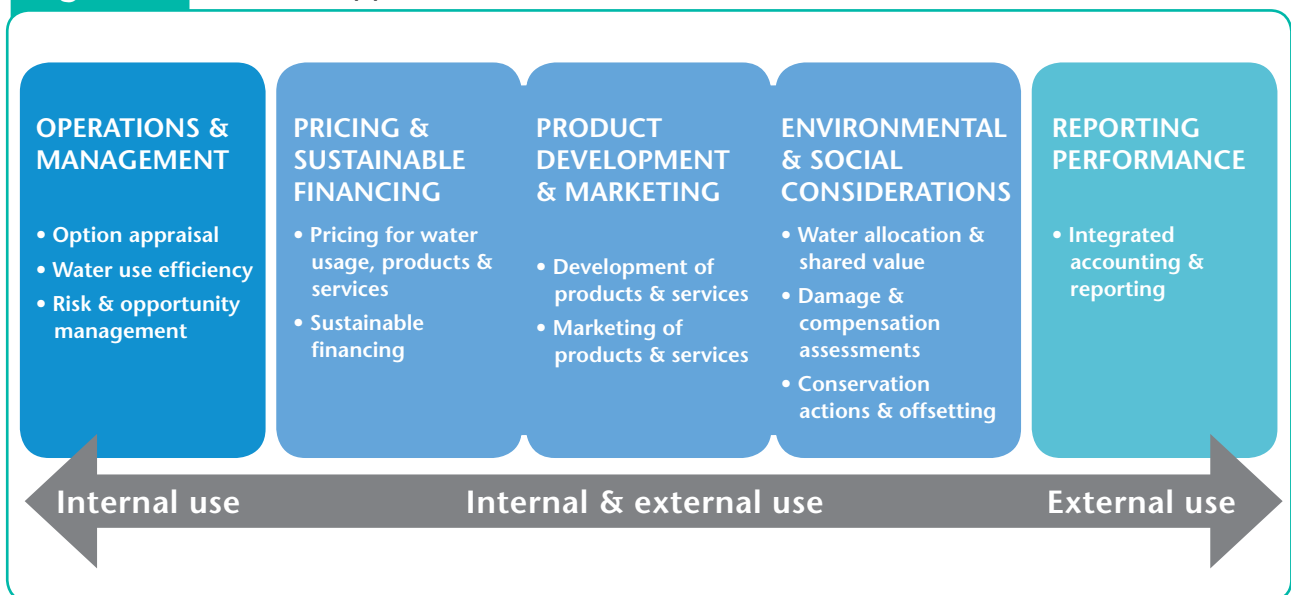 OPERATIONS &
MANAGEMENT
• Option appraisal
• Water use efficiency
• Risk & opportunity
management
PRICING &
SUSTAINABLE
FINANCING
• Pricing for water
usage, products &
services
• Sustainable
financing
PRODUCT
DEVELOPMENT
& MARKETING
• Development of
products & services
• Marketing of
products & services
ENVIRONMENTAL
& SOCIAL
CONSIDERATIONS
• Water allocation &
shared value
• Damage &
compensation
assessments
• Conservation
actions & offsetting
REPORTING
PERFORMANCE
• Integrated
accounting &
reporting
Internal use
Internal & external use
External use